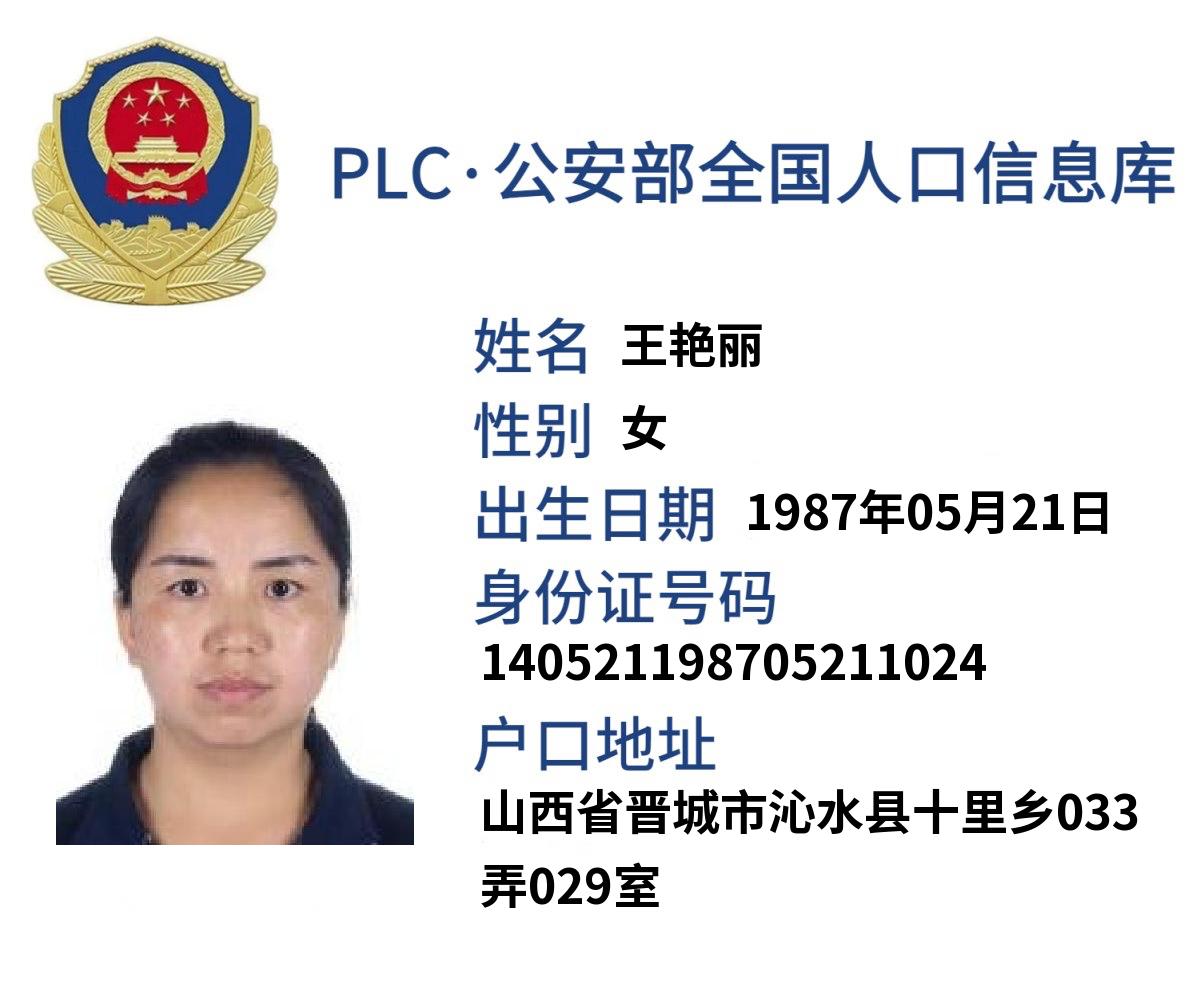 PLC·公安部全国人口信息库
姓名 王艳丽
性别 女
出生日期 1987年05月21日
身份证号码
140521198705211024
户口地址
山西省晋城市沁水县十里乡033
弄029室